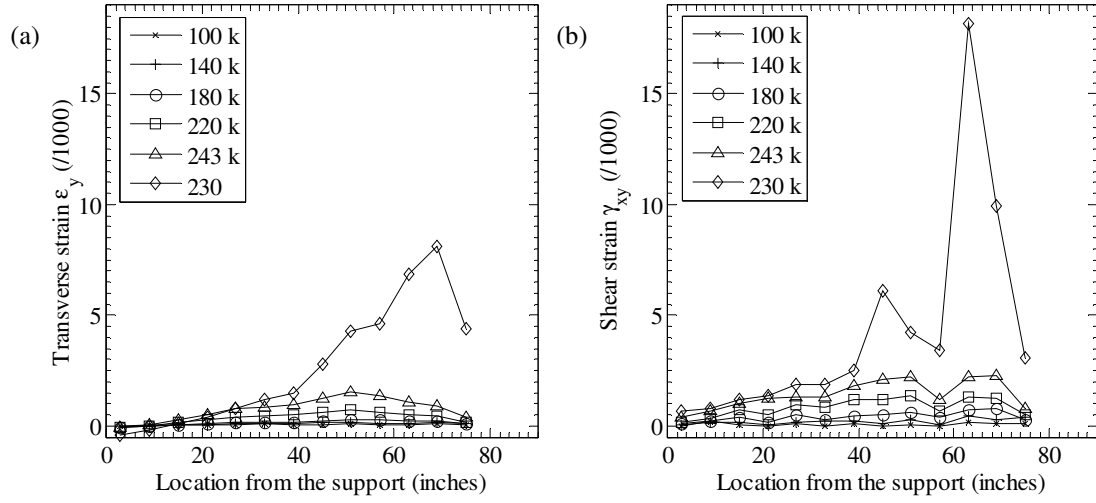 (a)
Transverse strain ε_y (/1000)
15
10
5
0
100 k
140 k
180 k
220 k
243 k
230
0 20 40 60 80
Location from the support (inches)
(b)
Shear strain γ_xy (/1000)
15
10
5
0
100 k
140 k
180 k
220 k
243 k
230 k
0 20 40 60 80
Location from the support (inches)